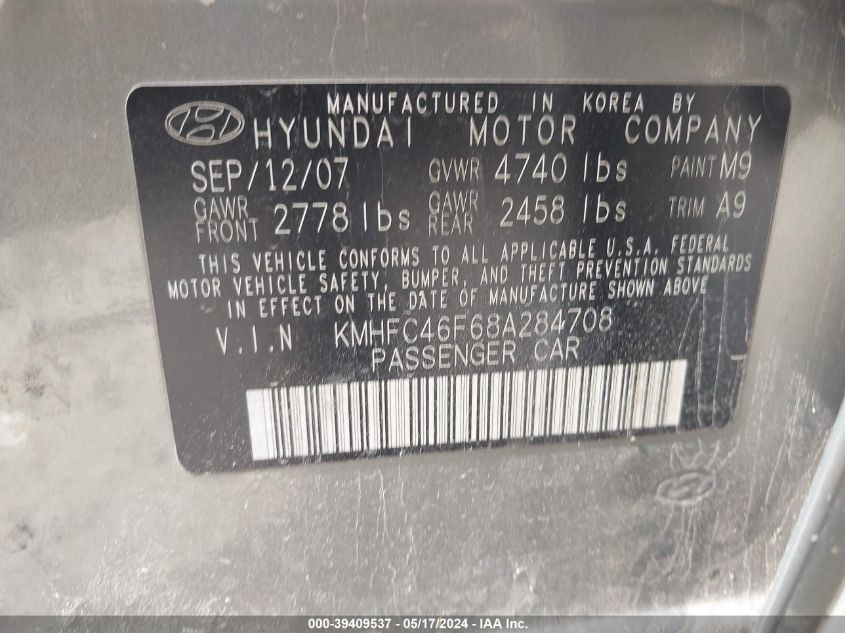 MANUFACTURED IN KOREA BY
HYUNDAI MOTOR COMPANY
SEP/12/07 GVWR 4740 lbs PAINT M9
GAWR FRONT 2778 lbs GAWR REAR 2458 lbs TRIM A9
THIS VEHICLE CONFORMS TO ALL APPLICABLE U.S.A. FEDERAL
MOTOR VEHICLE SAFETY, BUMPER, AND THEFT PREVENTION STANDARDS
IN EFFECT ON THE DATE OF MANUFACTURE SHOWN ABOVE
V.I.N KMHFC46F68A284708
PASSENGER CAR
000-39409537 - 05/17/2024 - IAA Inc.